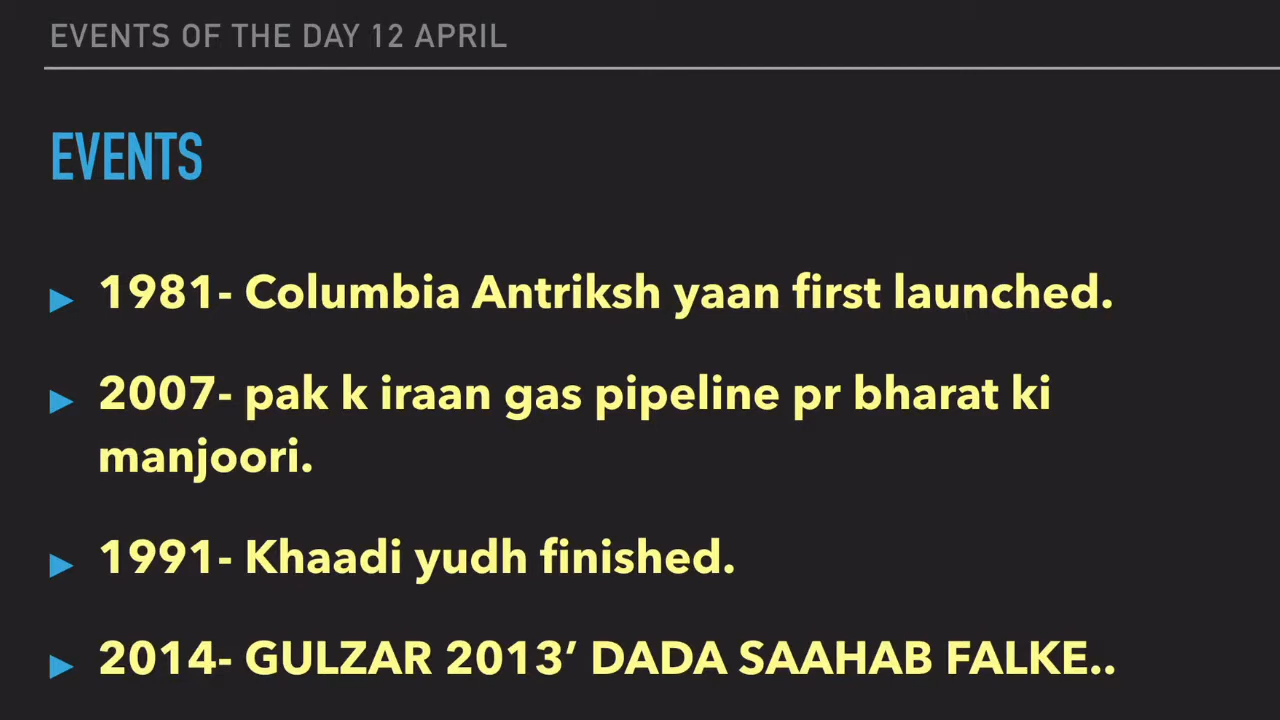 EVENTS OF THE DAY 12 APRIL
EVENTS
▶ 1981- Columbia Antriksh yaan first launched.
▶ 2007- pak k iraan gas pipeline pr bharat ki
manjoori.
▶ 1991- Khaadi yudh finished.
▶ 2014- GULZAR 2013’ DADA SAAHAB FALKE..